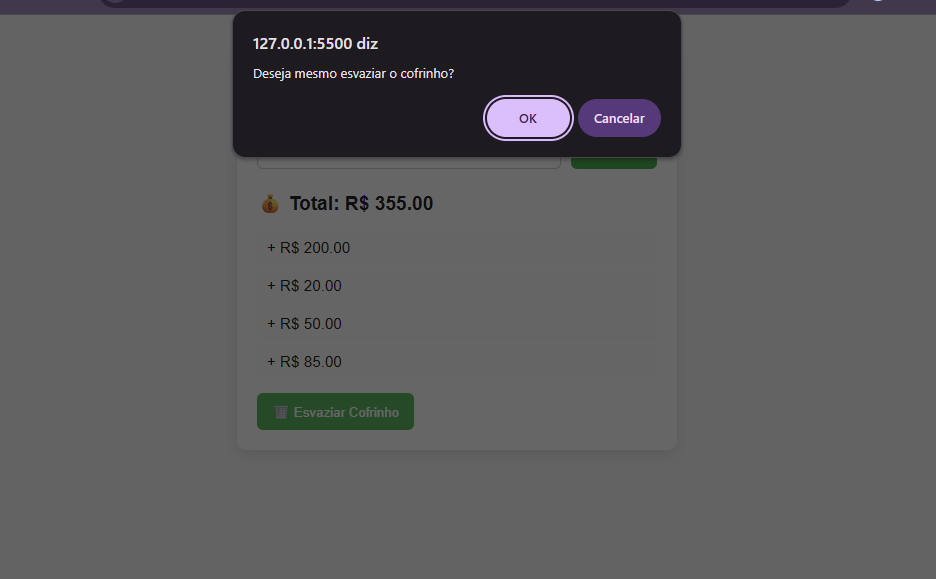 127.0.0.1:5500 diz
Deseja mesmo esvaziar o cofrinho?
OK
Cancelar
Total: R$ 355.00
+ R$ 200.00
+ R$ 20.00
+ R$ 50.00
+ R$ 85.00
Esvaziar Cofrinho